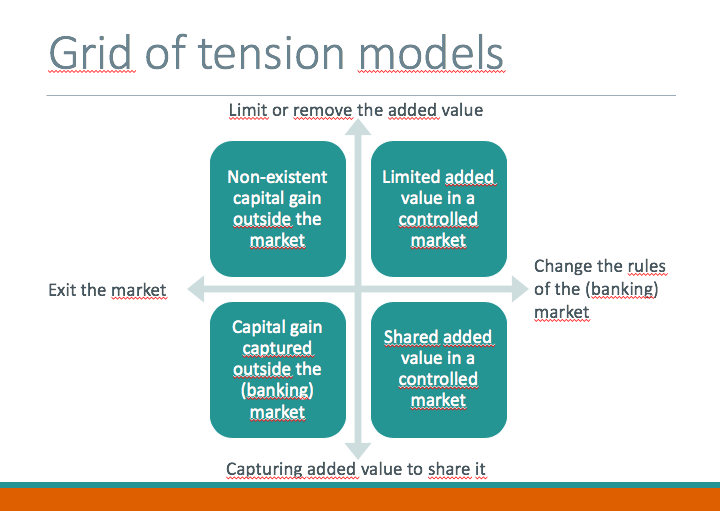 Grid of tension models
Limit or remove the added value
Non-existent
capital gain
outside the
market
Limited added
value in a
controlled
market
Exit the market
Change the rules
of the (banking)
market
Capital gain
captured
outside the
(banking)
market
Shared added
value in a
controlled
market
Capturing added value to share it